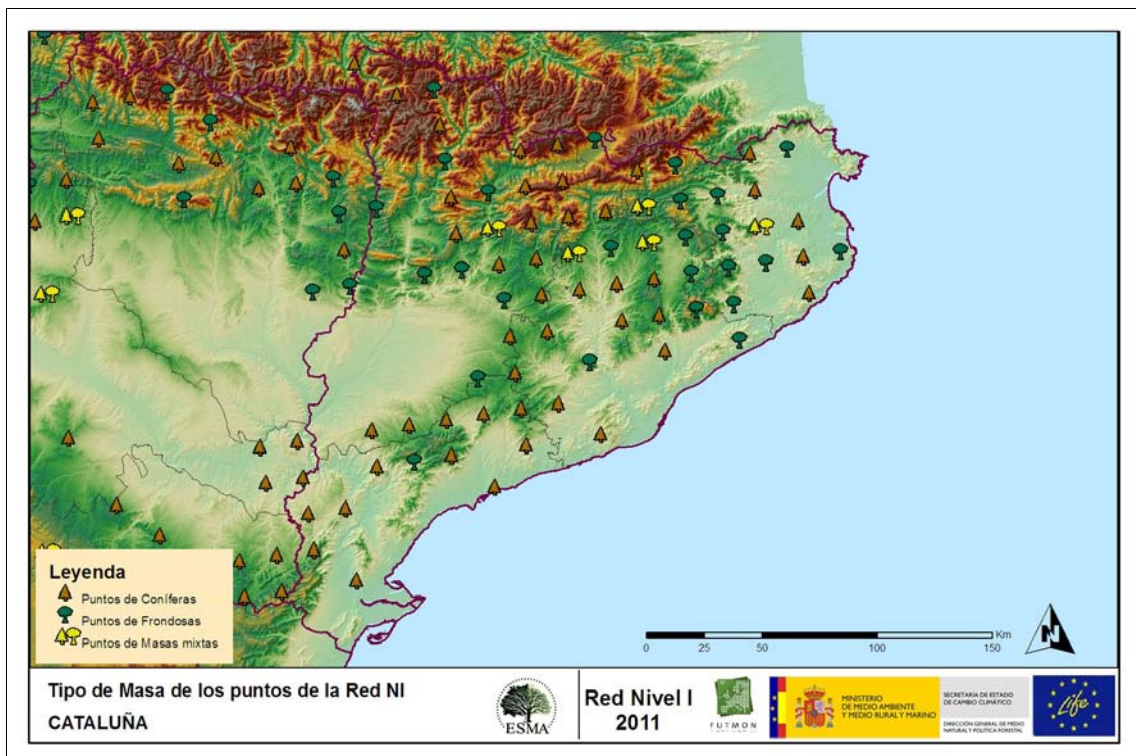 Leyenda
Puntos de Coníferas
Puntos de Frondosas
Puntos de Masas mixtas
Km
0 25 50 100 150
N
Tipo de Masa de los puntos de la Red NI
CATALUÑA
ESMA
Red Nivel I
2011
FUTMON
MINISTERIO
DE MEDIO AMBIENTE
Y MEDIO RURAL Y MARINO
SECRETARÍA DE ESTADO
DE CAMBIO CLIMÁTICO
DIRECCIÓN GENERAL DE MEDIO
NATURAL Y POLÍTICA FORESTAL
Life